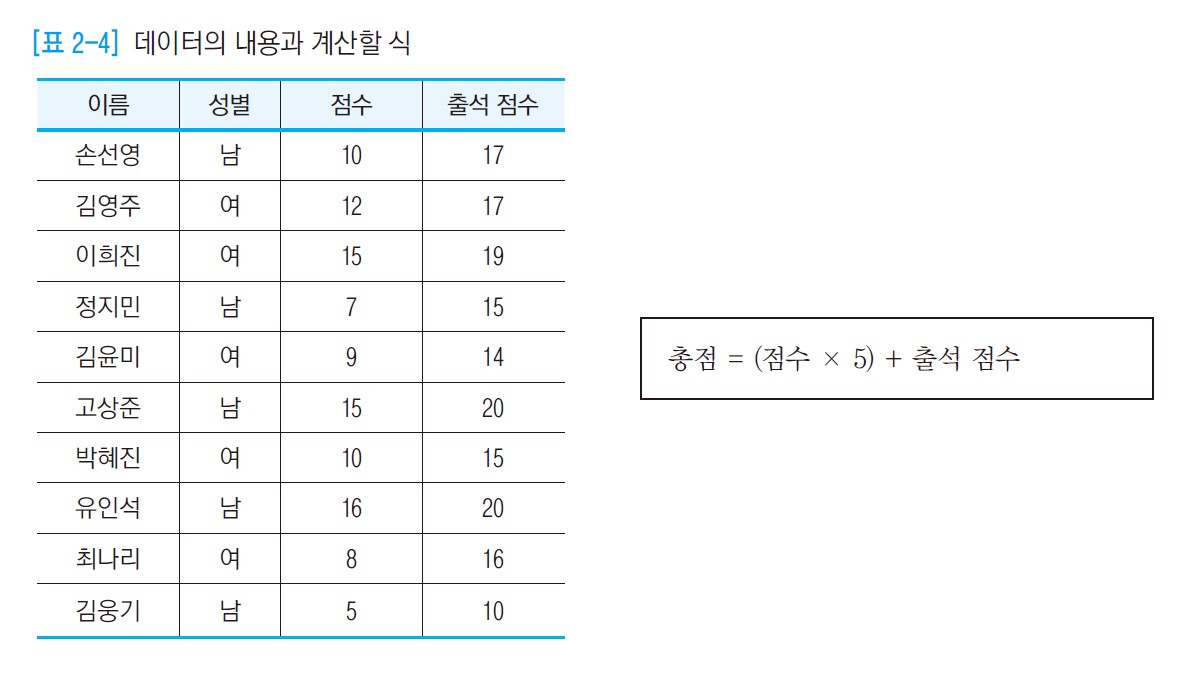 [표 2-4] 데이터의 내용과 계산할 식
이름 성별 점수 출석 점수
손선영 남 10 17
김영주 여 12 17
이희진 여 15 19
정지민 남 7 15
김윤미 여 9 14
고상준 남 15 20
박혜진 여 10 15
유인석 남 16 20
최나리 여 8 16
김웅기 남 5 10
총점 = (점수 × 5) + 출석 점수